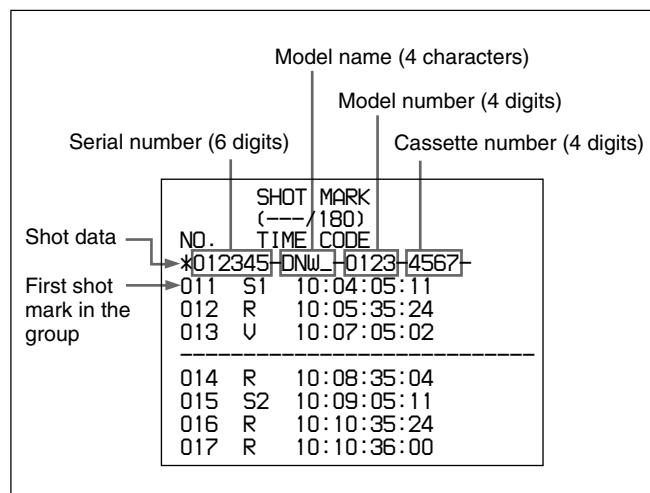 Model name (4 characters)
Model number (4 digits)
Serial number (6 digits)
Cassette number (4 digits)
SHOT MARK
(---/180)
NO. TIME CODE
Shot data
*012345-DNW_-0123-4567-
First shot
mark in the
group
011 S1 10:04:05:11
012 R 10:05:35:24
013 V 10:07:05:02
------------------------------
014 R 10:08:35:04
015 S2 10:09:05:11
016 R 10:10:35:24
017 R 10:10:36:00